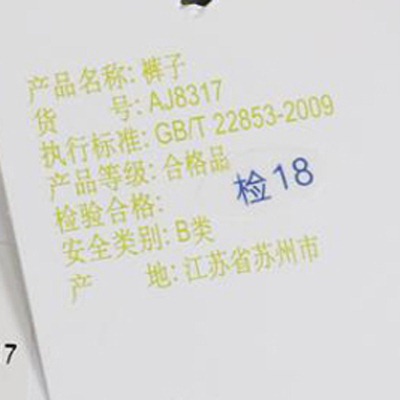 产品名称: 裤子
货 号: AJ8317
执行标准: GB/T 22853-2009
产品等级: 合格品
检验合格: 检18
安全类别: B类
产 地: 江苏省苏州市
7